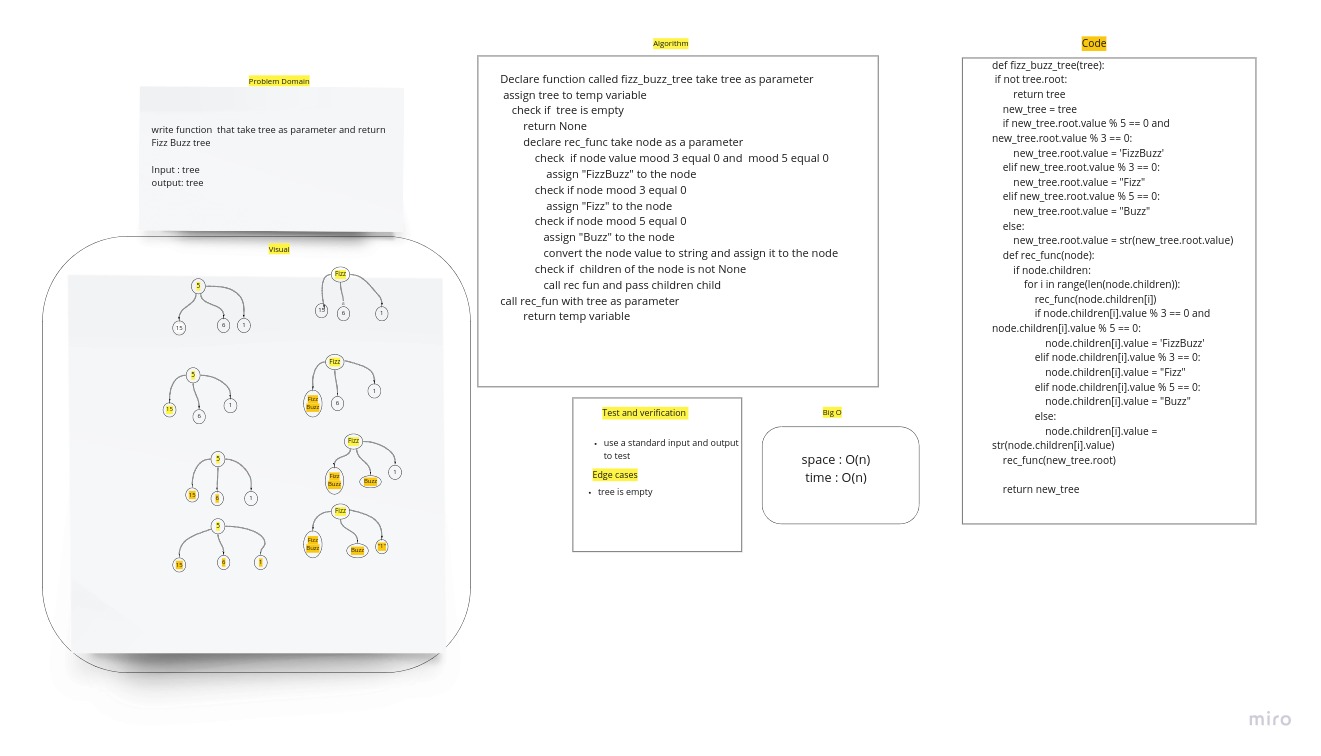 Problem Domain
write function  that take tree as parameter and return
Fizz Buzz tree
Input : tree
output: tree
Visual
5
15
6
1
Fizz
15
6
1
5
15
6
1
Fizz
Fizz
Buzz
6
1
5
15
6
1
Fizz
Fizz
Buzz
Buzz
1
5
15
6
1
Fizz
Fizz
Buzz
Buzz
"1"
Algorithm
Declare function called fizz_buzz_tree take tree as parameter
assign tree to temp variable
check if  tree is empty
return None
declare rec_func take node as a parameter
check  if node value mood 3 equal 0 and  mood 5 equal 0
assign "FizzBuzz" to the node
check if node mood 3 equal 0
assign "Fizz" to the node
check if node mood 5 equal 0
assign "Buzz" to the node
convert the node value to string and assign it to the node
check if  children of the node is not None
call rec fun and pass children child
call rec_fun with tree as parameter
return temp variable
Test and verification
• use a standard input and output
to test
Edge cases
• tree is empty
Big O
space : O(n)
time : O(n)
Code
def fizz_buzz_tree(tree):
if not tree.root:
return tree
new_tree = tree
if new_tree.root.value % 5 == 0 and
new_tree.root.value % 3 == 0:
new_tree.root.value = 'FizzBuzz'
elif new_tree.root.value % 3 == 0:
new_tree.root.value = "Fizz"
elif new_tree.root.value % 5 == 0:
new_tree.root.value = "Buzz"
else:
new_tree.root.value = str(new_tree.root.value)
def rec_func(node):
if node.children:
for i in range(len(node.children)):
rec_func(node.children[i])
if node.children[i].value % 3 == 0 and
node.children[i].value % 5 == 0:
node.children[i].value = 'FizzBuzz'
elif node.children[i].value % 3 == 0:
node.children[i].value = "Fizz"
elif node.children[i].value % 5 == 0:
node.children[i].value = "Buzz"
else:
node.children[i].value =
str(node.children[i].value)
rec_func(new_tree.root)
return new_tree
miro